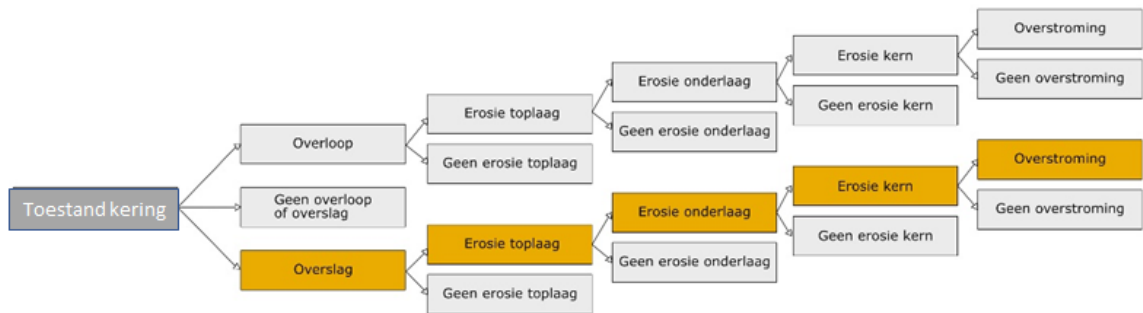 Toestand kering
Overloop
Geen overloop
of overslag
Overslag
Erosie toplaag
Geen erosie toplaag
Erosie toplaag
Geen erosie toplaag
Erosie onderlaag
Geen erosie onderlaag
Erosie onderlaag
Geen erosie onderlaag
Erosie kern
Geen erosie kern
Erosie kern
Geen erosie kern
Overstroming
Geen overstroming
Overstroming
Geen overstroming